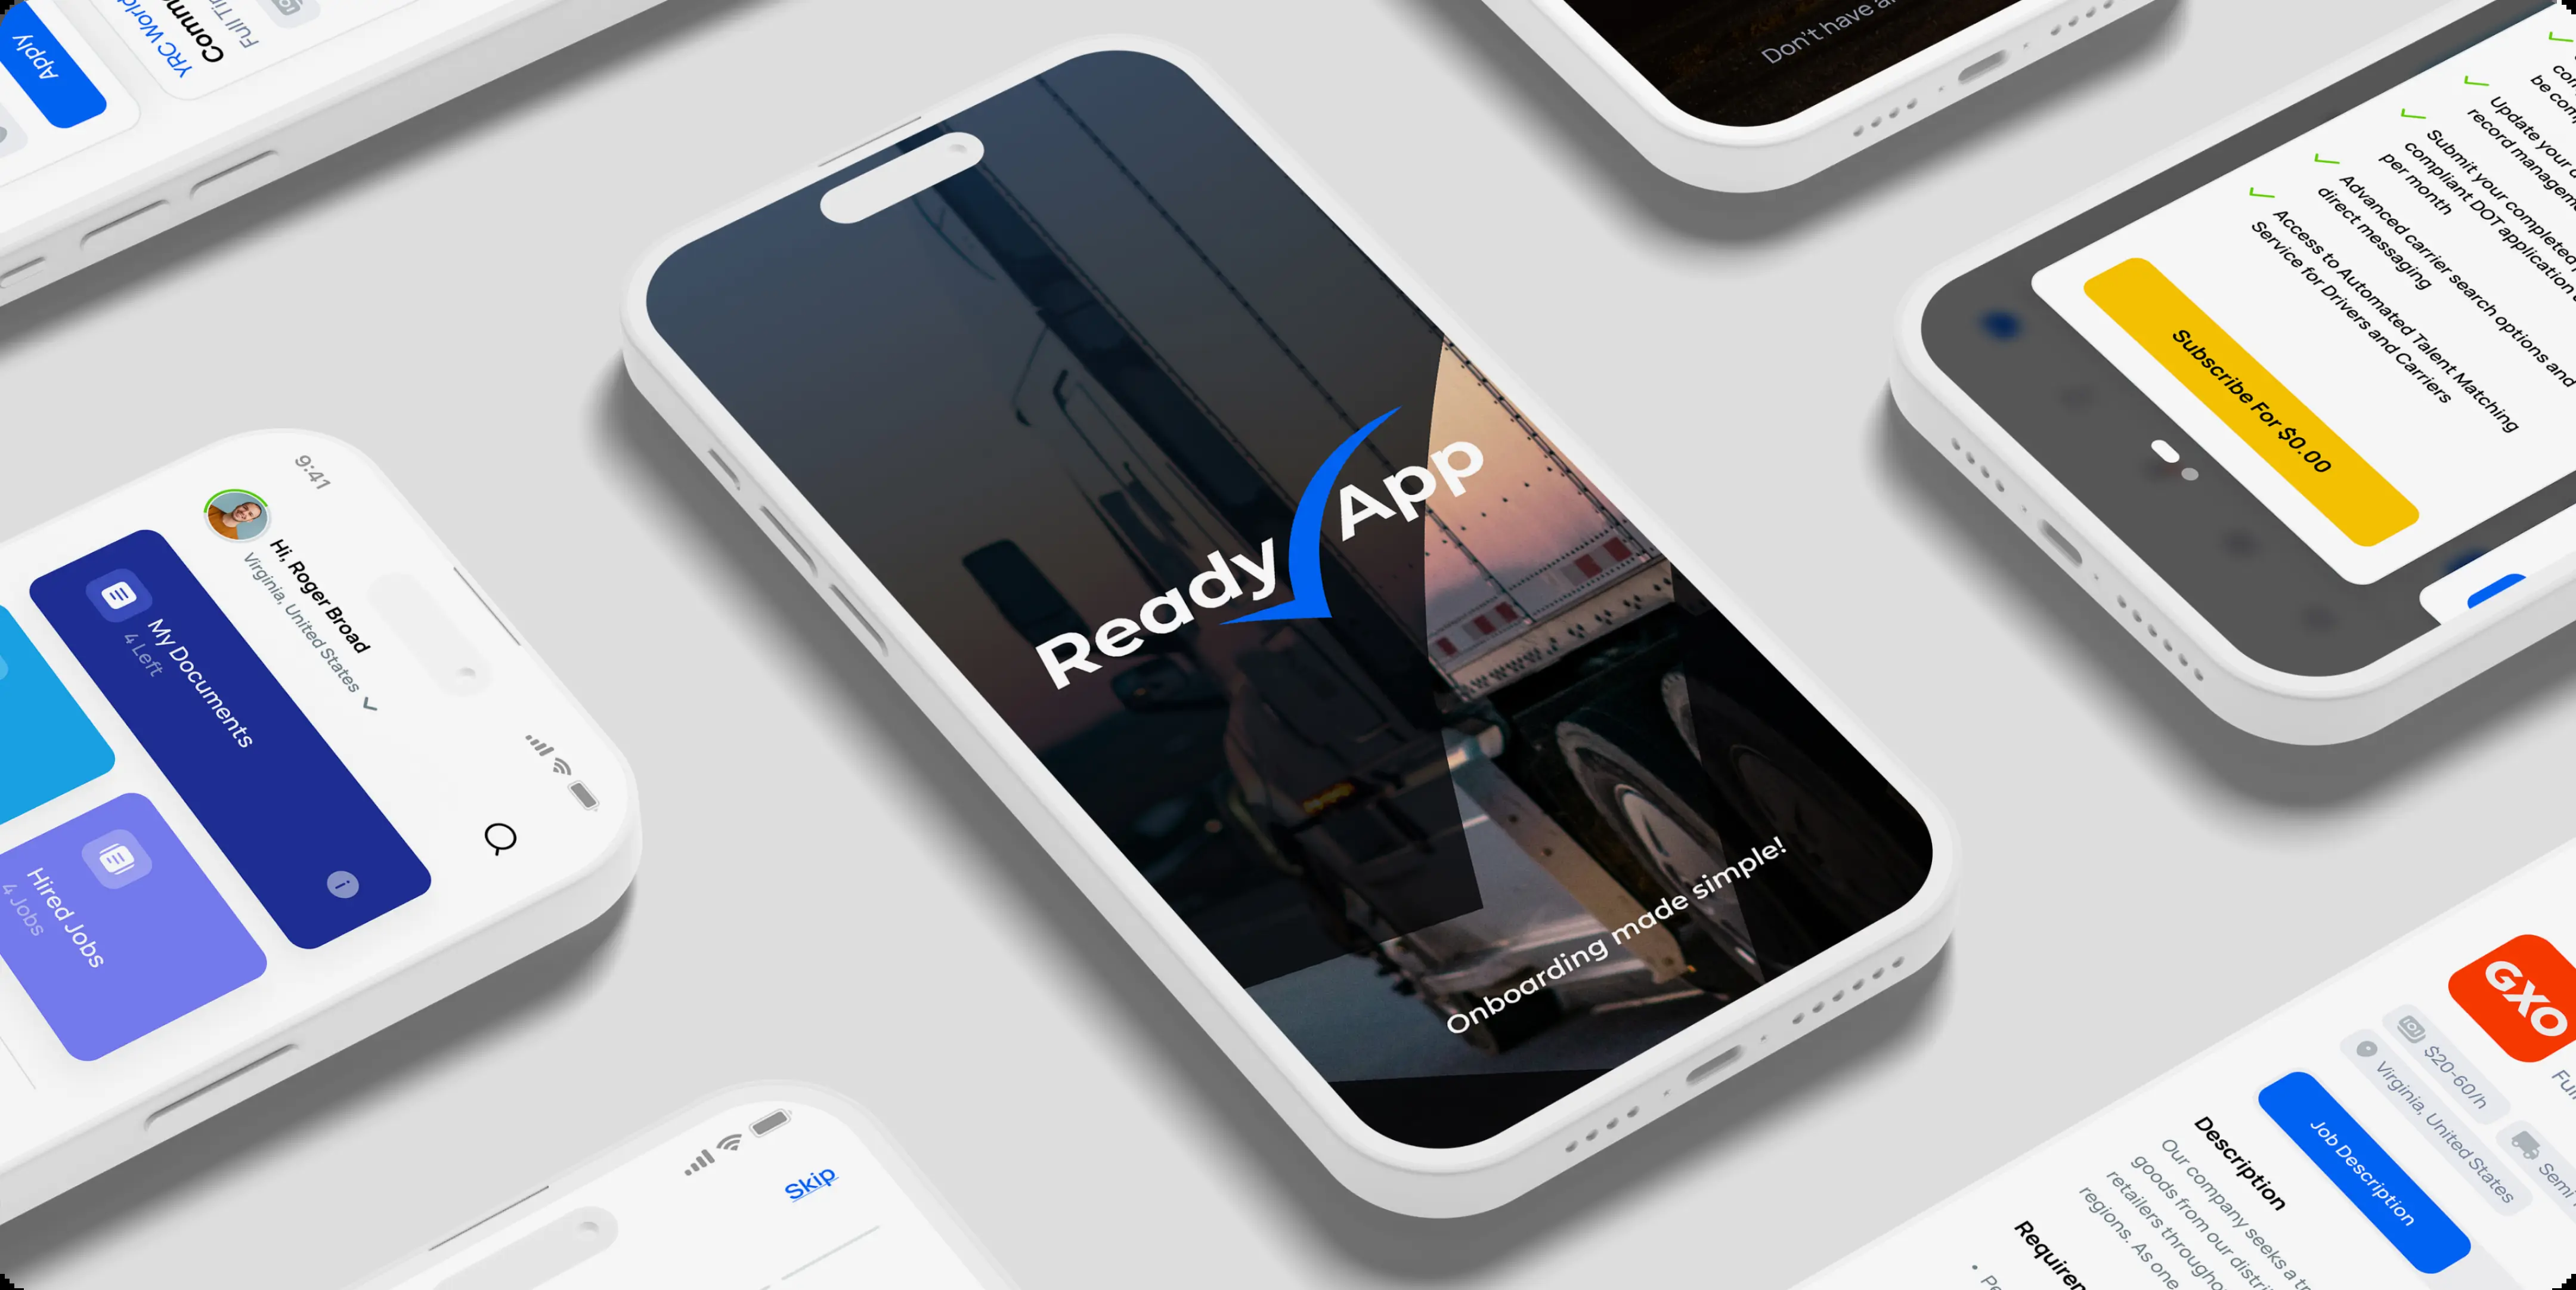 Apply
Comm
YRC World
Full Ti
Don't have a
com
be comp
Update your d
record managem
Submit your completed
compliant DOT application
per month
Advanced carrier search options and
direct messaging
Access to Automated Talent Matching
Service for Drivers and Carriers
Subscribe For $0.00
Ready App
Onboarding made simple!
9:41
Hi, Roger Broad
Virginia, United States
My Documents
4 Left
Hired Jobs
4 Jobs
Skip
GXO
Full
$20-60/h
Virginia, United States
Semi
Job Description
Description
Our company seeks a tr
goods from our distri
retailers througho
regions. As one
Requirem
• Pe